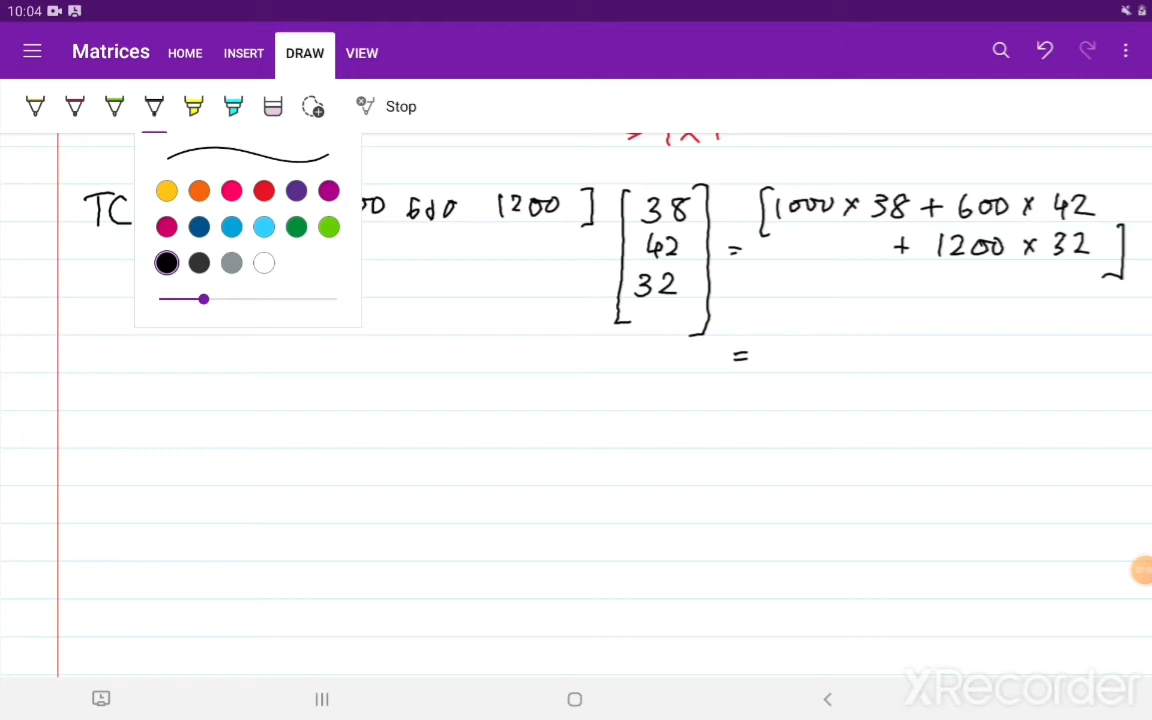 10:04
Matrices HOME INSERT DRAW VIEW
Stop
TC 00 600 1200 ] [ 38 = [1000 × 38 + 600 × 42
42 + 1200 × 32 ]
32 ]
=
XRecorder